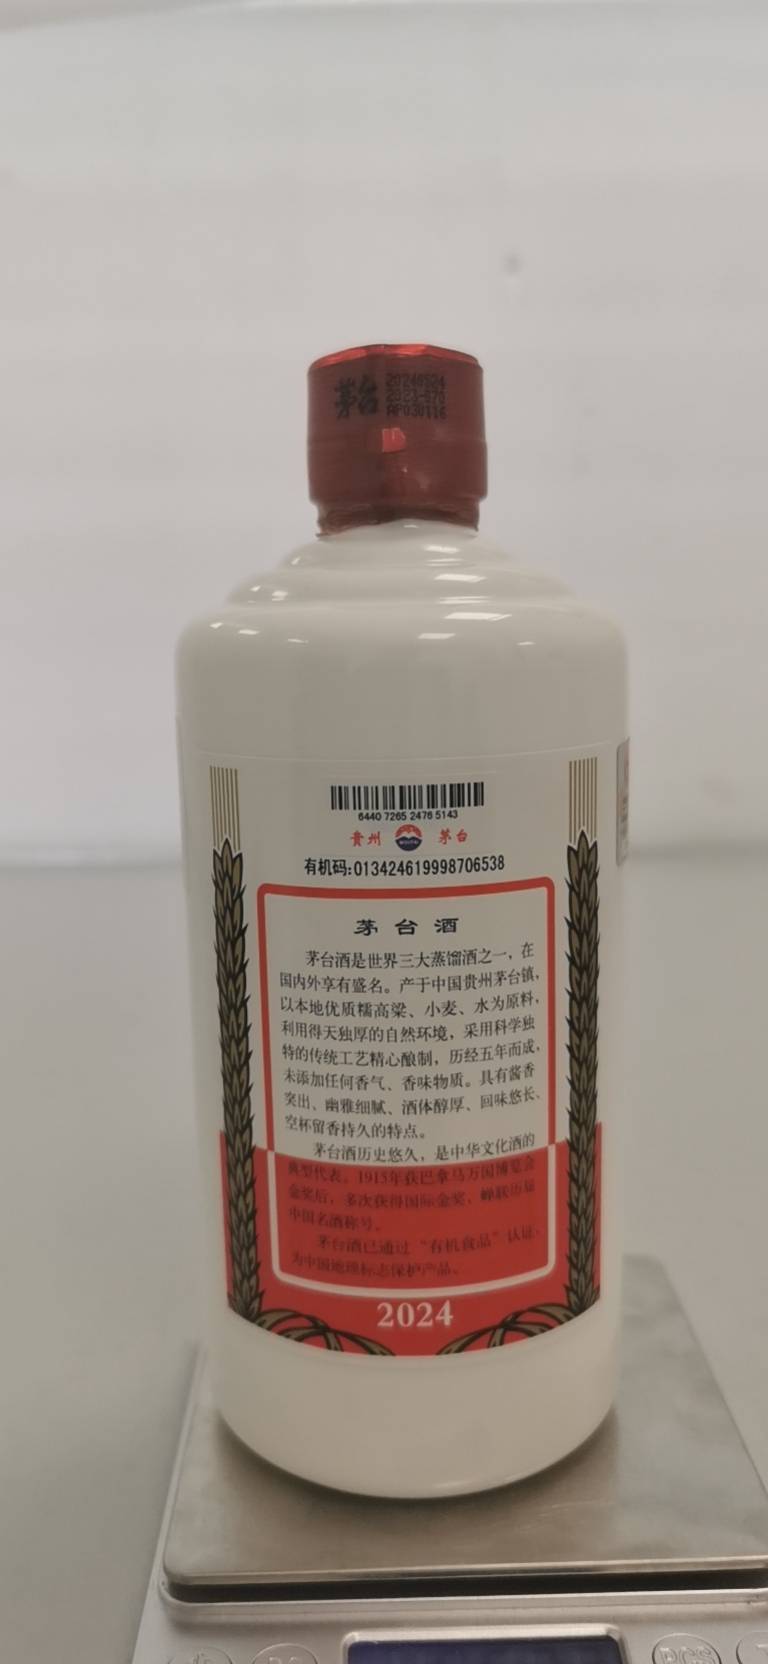 茅台
20240524
2023-070
AP030116
6440 7265 2476 5143
贵州 茅台
有机码:013424619998706538
茅台酒
茅台酒是世界三大蒸馏酒之一，在
国内外享有盛名。产于中国贵州茅台镇，
以本地优质糯高粱、小麦、水为原料，
利用得天独厚的自然环境，采用科学独
特的传统工艺精心酿制，历经五年而成，
未添加任何香气、香味物质。具有酱香
突出、幽雅细腻、酒体醇厚、回味悠长、
空杯留香持久的特点。
茅台酒历史悠久，是中华文化酒的
典型代表。1915年获巴拿马万国博览会
金奖后，多次获得国际金奖，蝉联历届
中国名酒称号。
茅台酒已通过“有机食品”认证，
为中国地理标志保护产品。
2024
PCS